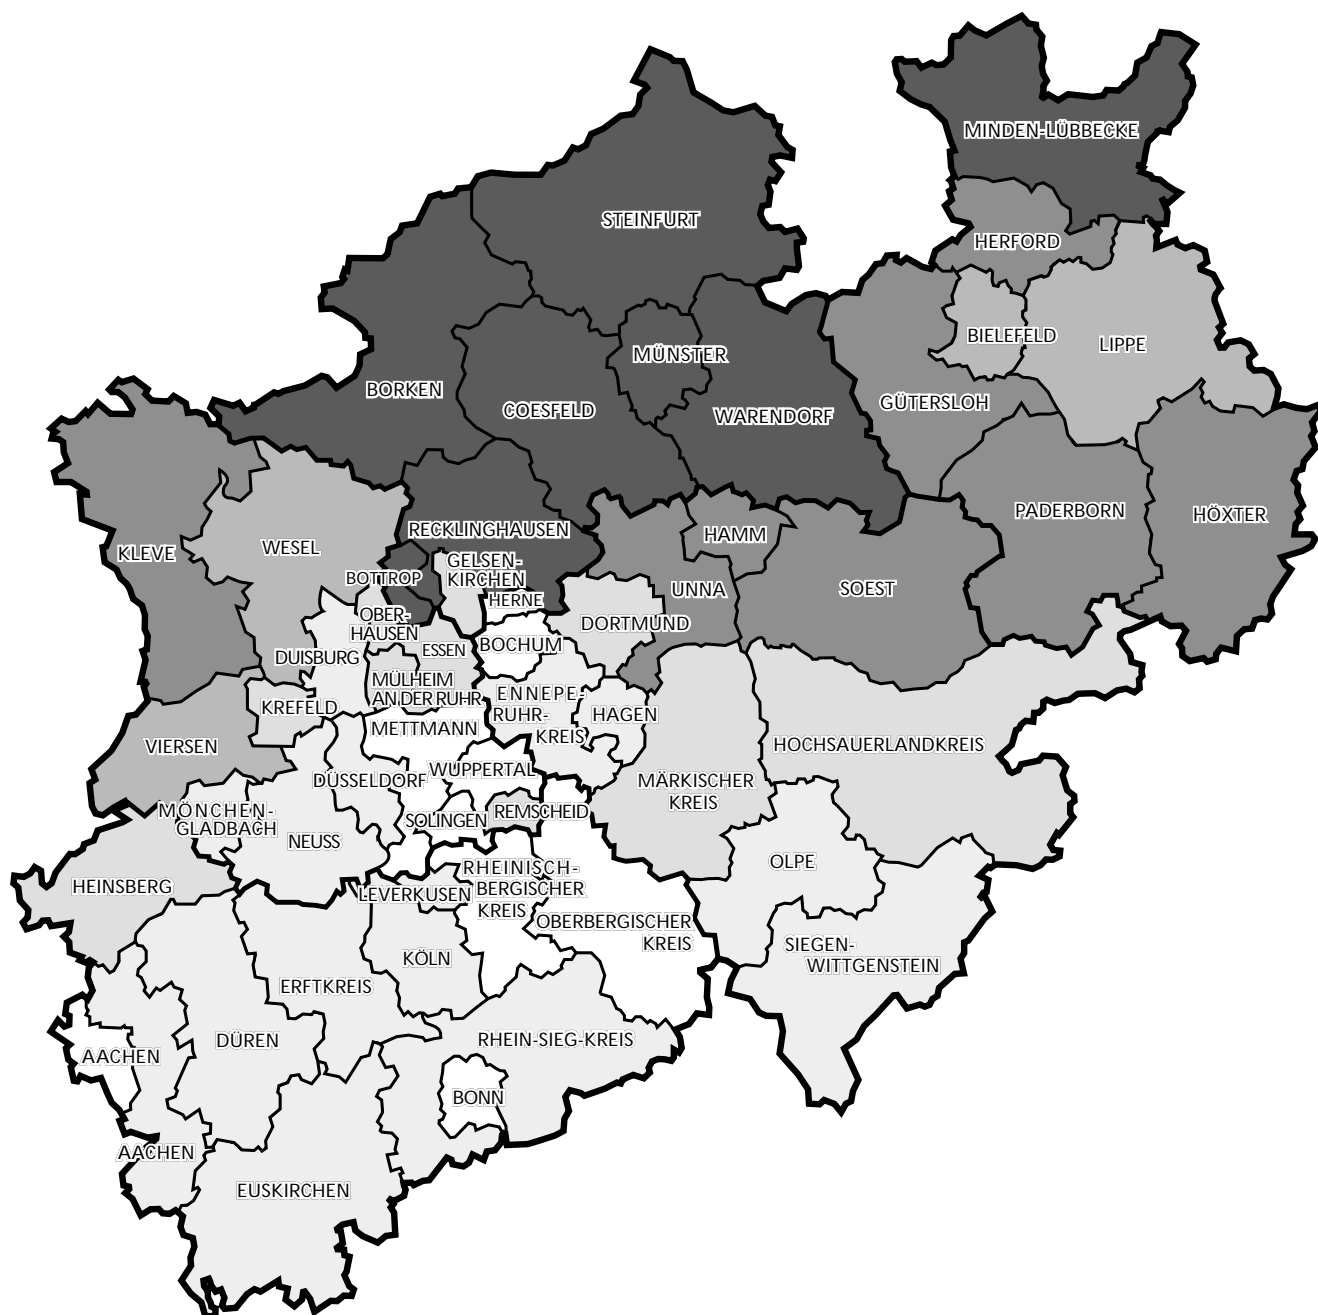 MINDEN-LÜBBECKE
STEINFURT
HERFORD
BIELEFELD
LIPPE
MÜNSTER
BORKEN
COESFELD
GÜTERSLOH
WARENDORF
PADERBORN
HÖXTER
RECKLINGHAUSEN
HAMM
WESEL
KLEVE
GELSEN-
KIRCHEN
BOTTROP
UNNA
SOEST
HERNE
OBER-
HAUSEN
DORTMUND
BOCHUM
ESSEN
DUISBURG
MÜLHEIM
AN DER RUHR
ENNEPE-
RUHR-
KREIS
KREFELD
HAGEN
METTMANN
VIERSEN
HOCHSAUERLANDKREIS
WUPPERTAL
DÜSSELDORF
MÄRKISCHER
KREIS
MÖNCHEN-
GLADBACH
SOLINGEN
REMSCHEID
NEUSS
OLPE
RHEINISCH-
BERGISCHER
KREIS
HEINSBERG
LEVERKUSEN
OBERBERGISCHER
KREIS
SIEGEN-
WITTGENSTEIN
KÖLN
ERFTKREIS
DÜREN
RHEIN-SIEG-KREIS
AACHEN
BONN
AACHEN
EUSKIRCHEN